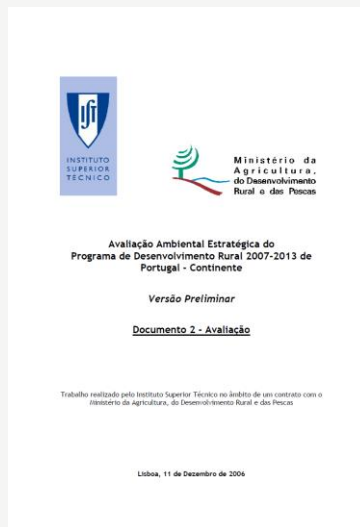 INSTITUTO
SUPERIOR
TÉCNICO
Ministério da
Agricultura,
do Desenvolvimento
Rural e das Pescas
Avaliação Ambiental Estratégica do
Programa de Desenvolvimento Rural 2007-2013 de
Portugal - Continente
Versão Preliminar
Documento 2 - Avaliação
Trabalho realizado pelo Instituto Superior Técnico no âmbito de um contrato com o
Ministério da Agricultura, do Desenvolvimento Rural e das Pescas
Lisboa, 11 de Dezembro de 2006